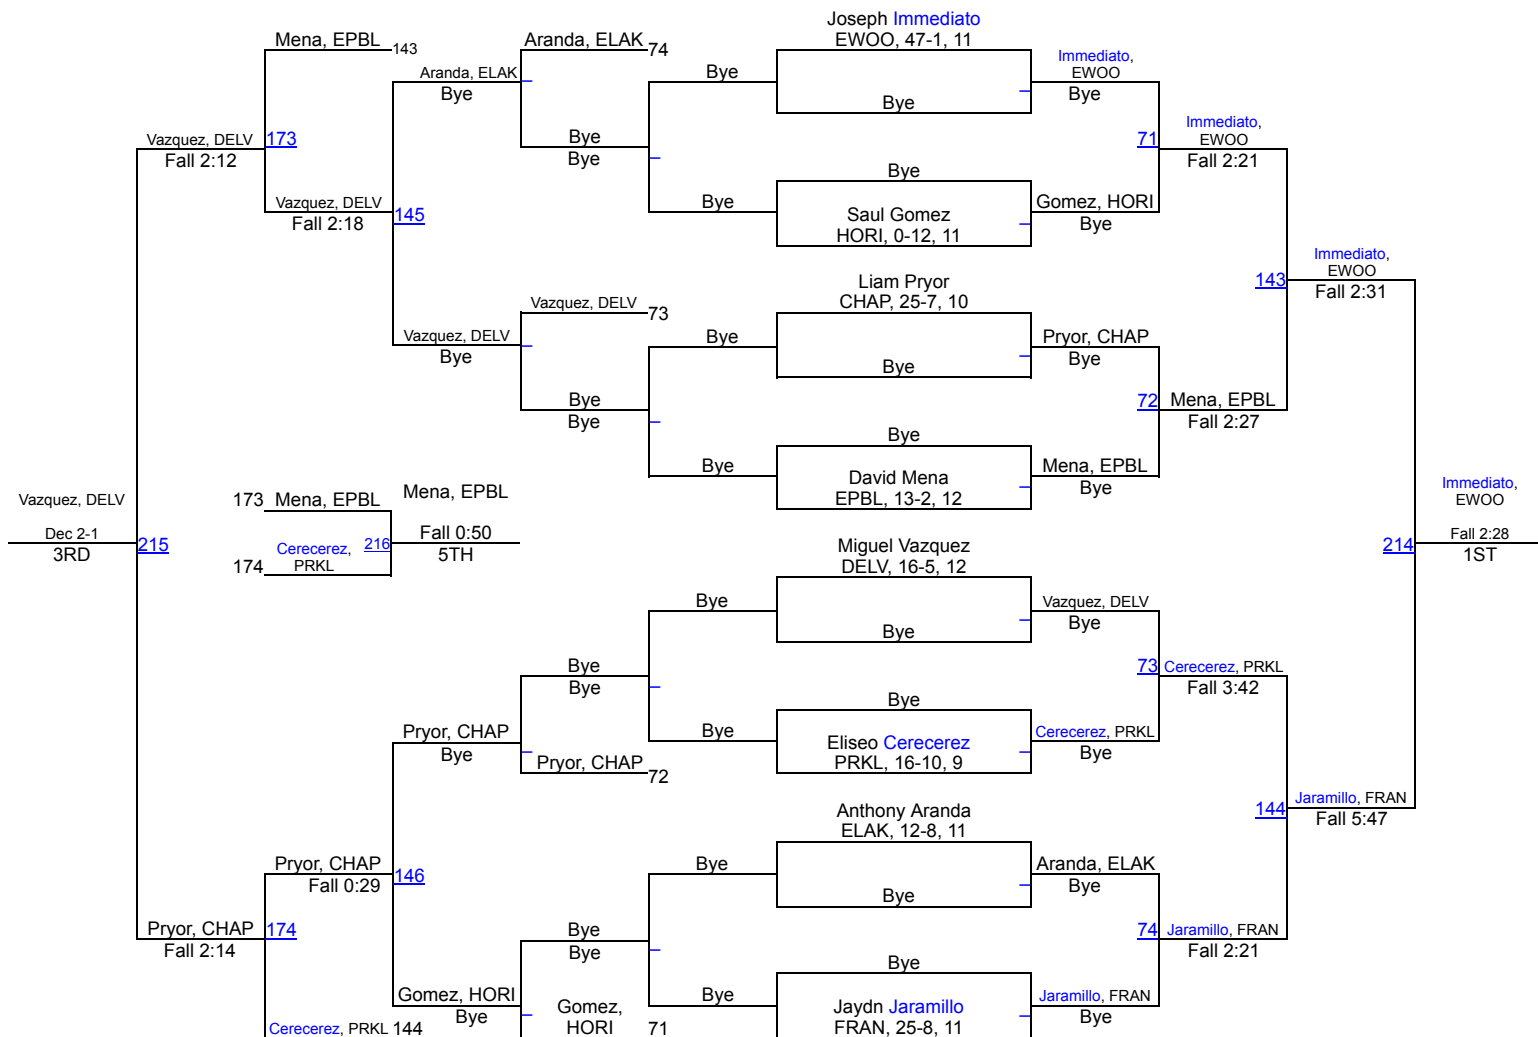 Joseph Immediato
Mena, EPBL 143
Aranda, ELAK 74
EWOO, 47-1, 11
Immediato,
EWOO
Aranda, ELAK
Bye
Bye
Bye
Bye
Immediato,
EWOO
Vazquez, DELV 173
Bye
71
Fall 2:12
Bye
Fall 2:21
Bye
Vazquez, DELV
Bye
Gomez, HORI
Fall 2:18
145
Saul Gomez
Bye
HORI, 0-12, 11
Immediato,
EWOO
Liam Pryor
143
Fall 2:31
Vazquez, DELV 73
CHAP, 25-7, 10
Vazquez, DELV
Bye
Pryor, CHAP
Bye
Bye
Bye
Bye
72 Mena, EPBL
Bye
Fall 2:27
Bye
Bye
Mena, EPBL
David Mena
Bye
Vazquez, DELV
173 Mena, EPBL
Mena, EPBL
EPBL, 13-2, 12
Immediato,
EWOO
Dec 2-1
Fall 0:50
Fall 2:28
3RD
215
Cerecerez,
PRKL
216
5TH
Miguel Vazquez
214
1ST
174
DELV, 16-5, 12
Bye
Vazquez, DELV
Bye
Bye
Bye
73 Cerecerez, PRKL
Bye
Fall 3:42
Bye
Pryor, CHAP
Bye
Eliseo Cerecerez
Cerecerez, PRKL
Bye
Pryor, CHAP 72
PRKL, 16-10, 9
Bye
144
Jaramillo, FRAN
Anthony Aranda
Fall 5:47
ELAK, 12-8, 11
Pryor, CHAP
Bye
Aranda, ELAK
Fall 0:29
146
Bye
Bye
Pryor, CHAP 174
Bye
74 Jaramillo, FRAN
Fall 2:14
Bye
Fall 2:21
Bye
Gomez, HORI
Bye
Jaramillo, FRAN
Bye
Gomez,
HORI 71
Jaydn Jaramillo
Bye
Cerecerez, PRKL 144
FRAN, 25-8, 11